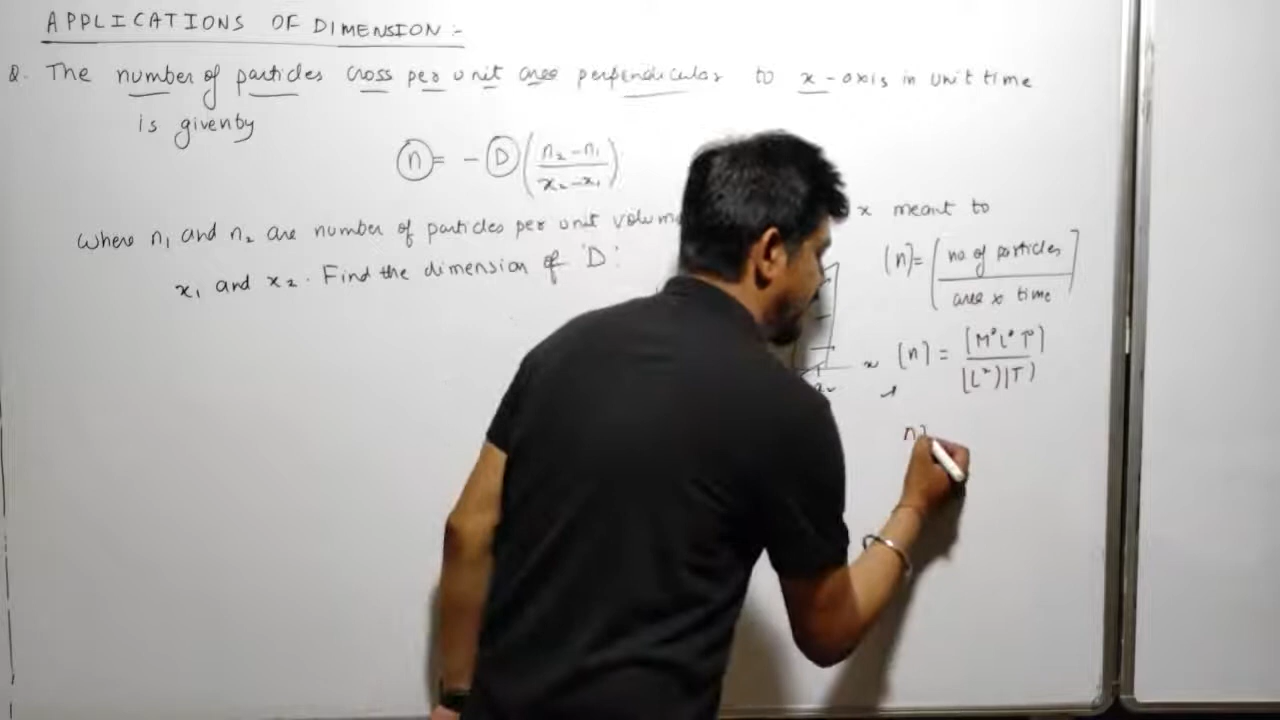 APPLICATIONS OF DIMENSION :-
Q. The number of particles cross per unit area perpendicular to x-axis in unit time
is given by
n = - D ( n₂ - n₁ / x₂ - x₁ )
where n₁ and n₂ are number of particles per unit volume x meant to
x₁ and x₂. Find the dimension of 'D'.
[n] = [ no of particles / area x time ]
x [n] = [M⁰L⁰T⁰] / [L²][T]
n